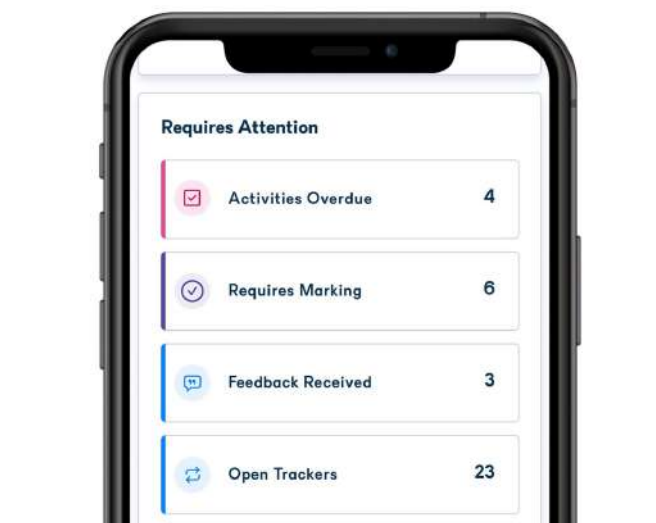 Requires Attention
Activities Overdue 4
Requires Marking 6
Feedback Received 3
Open Trackers 23